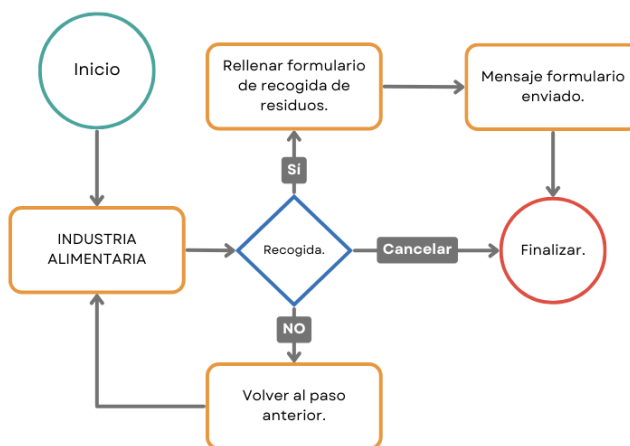 Inicio
Rellenar formulario
de recogida de
residuos.
Mensaje formulario
enviado.
Sí
INDUSTRIA
ALIMENTARIA
Recogida.
Cancelar
Finalizar.
NO
Volver al paso
anterior.